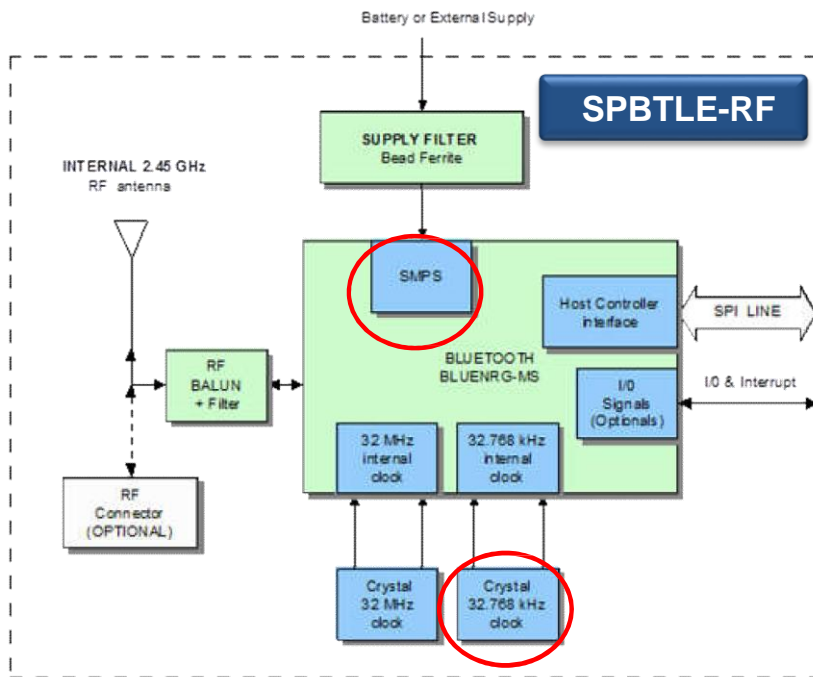 Battery or External Supply
SPBTLE-RF
SUPPLY FILTER
Bead Ferrite
INTERNAL 2.45 GHz
RF antenna
SMPS
Host Controller
interface
SPI LINE
BLUETOOTH
BLUENRG-MS
RF
BALUN
+ Filter
I/0
Signals
(Optionals)
I/0 & Interrupt
32 MHz
internal
clock
32.768 kHz
internal
clock
RF
Connector
(OPTIONAL)
Crystal
32 MHz
clock
Crystal
32.768 kHz
clock